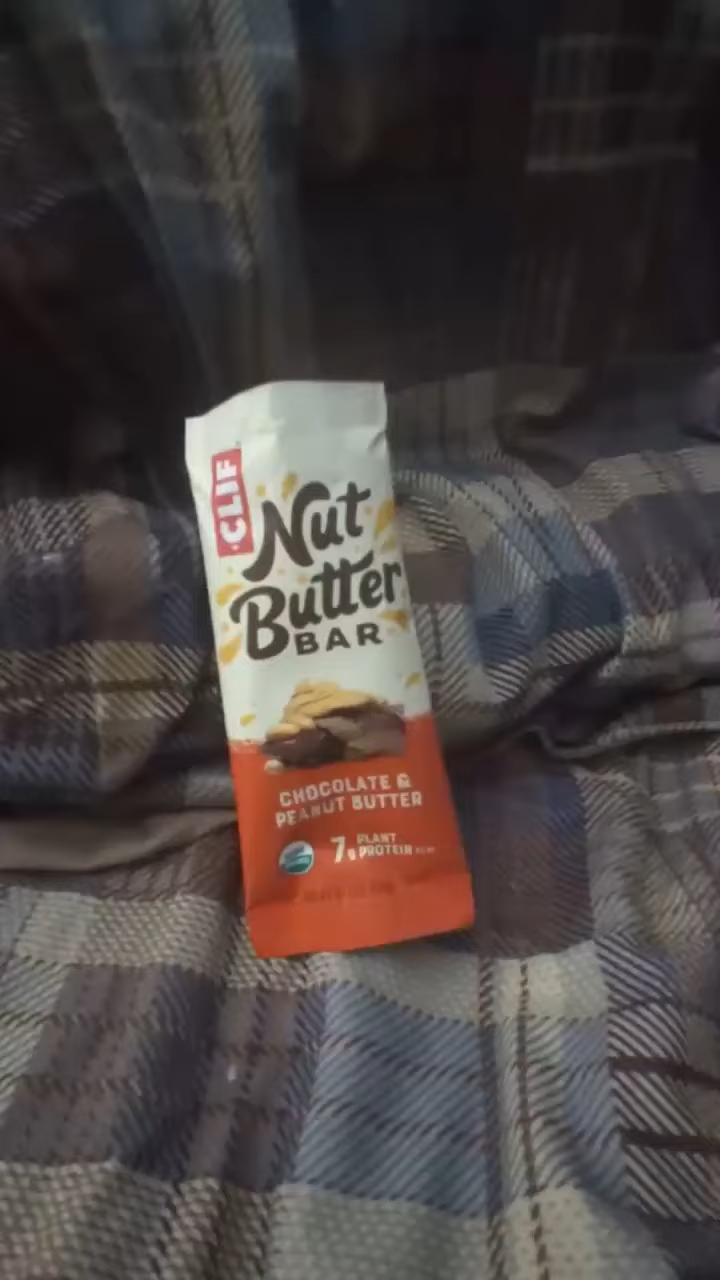 CLIF
Nut
Butter
BAR
CHOCOLATE &
PEANUT BUTTER
7g PLANT
PROTEIN